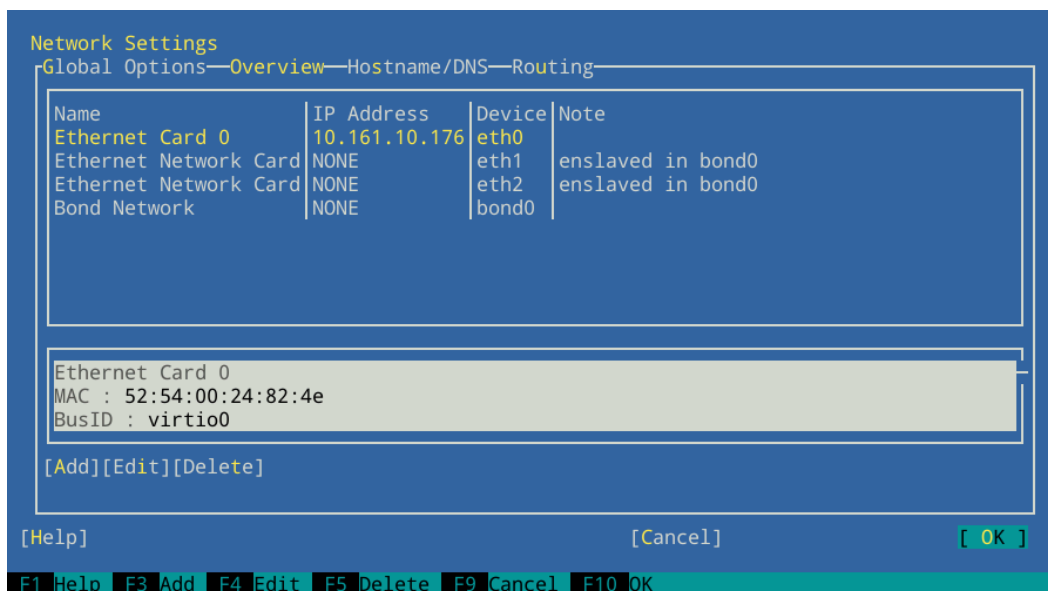 Network Settings
Global Options Overview Hostname/DNS Routing
Name IP Address Device Note
Ethernet Card 0 10.161.10.176 eth0
Ethernet Network Card NONE eth1 enslaved in bond0
Ethernet Network Card NONE eth2 enslaved in bond0
Bond Network NONE bond0
Ethernet Card 0
MAC : 52:54:00:24:82:4e
BusID : virtio0
[Add][Edit][Delete]
[Help] [Cancel] [ OK ]
F1 Help F3 Add F4 Edit F5 Delete F9 Cancel F10 OK